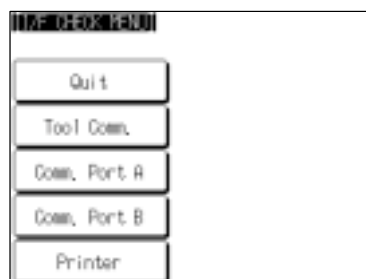 [I/F CHECK MENU]
Quit
Tool Comm.
Comm. Port A
Comm. Port B
Printer